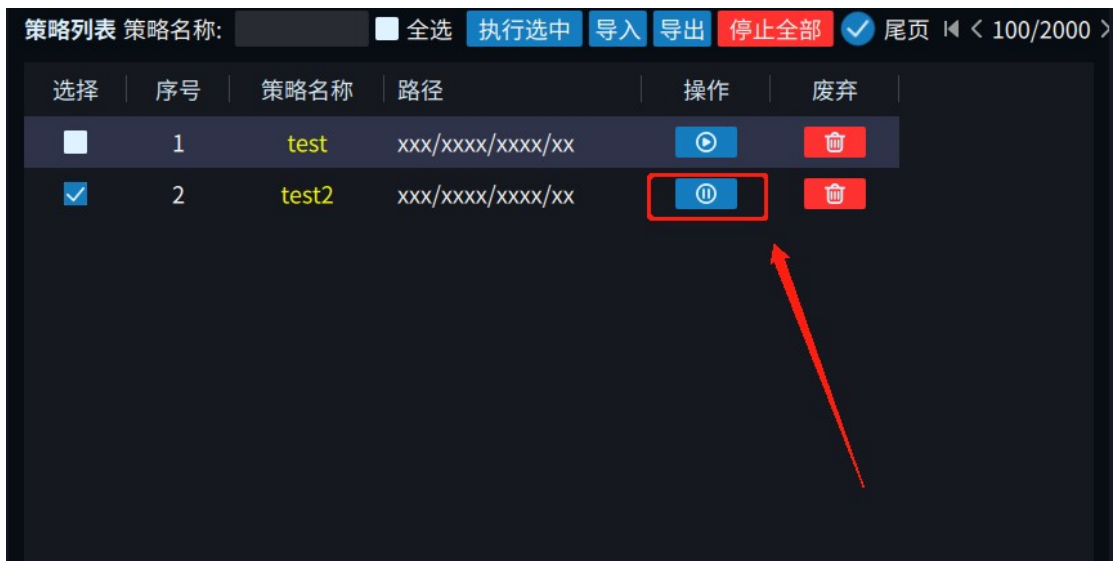 策略列表 策略名称: 全选 执行选中 导入 导出 停止全部 尾页 100/2000
选择 序号 策略名称 路径 操作 废弃
1 test xxx/xxxx/xxxx/xx
2 test2 xxx/xxxx/xxxx/xx